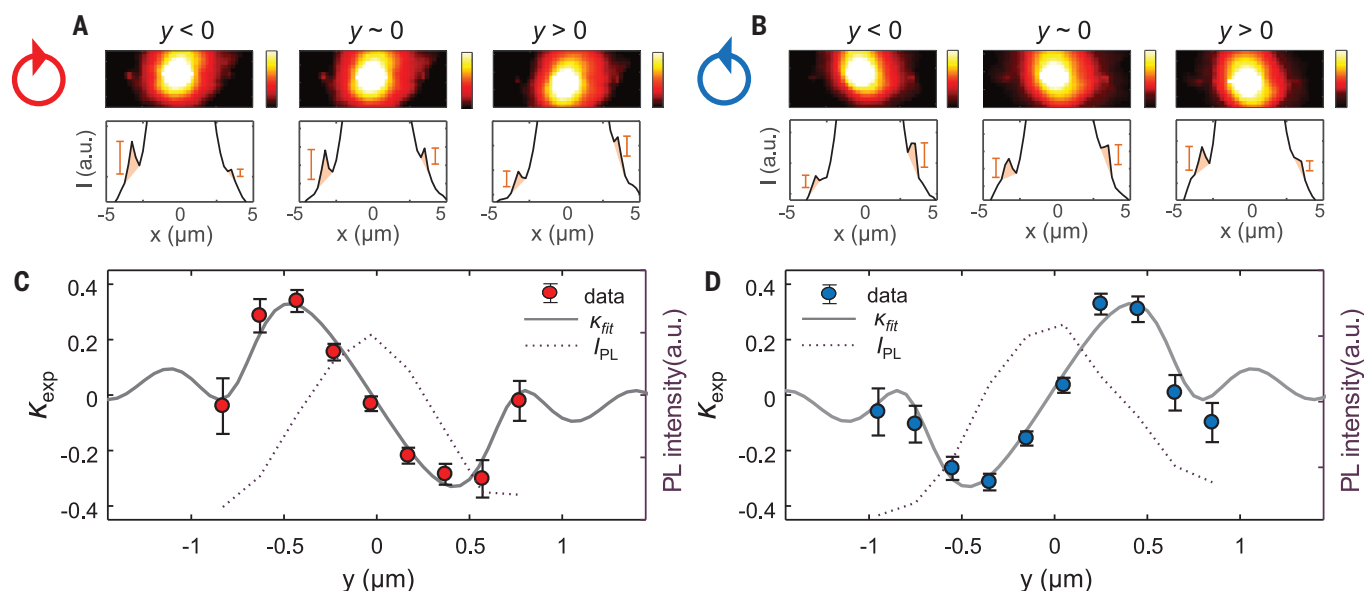 A
y < 0
y ~ 0
y > 0
I (a.u.)
-5
0
5
-5
0
5
-5
0
5
x (µm)
x (µm)
x (µm)
B
y < 0
y ~ 0
y > 0
I (a.u.)
-5
0
5
-5
0
5
-5
0
5
x (µm)
x (µm)
x (µm)
C
0.4
0.2
0
-0.2
-0.4
κexp
data
κfit
IPL
PL intensity(a.u.)
-1
-0.5
0
0.5
1
y (µm)
D
0.4
0.2
0
-0.2
-0.4
κexp
data
κfit
IPL
PL intensity(a.u.)
-1
-0.5
0
0.5
1
y (µm)